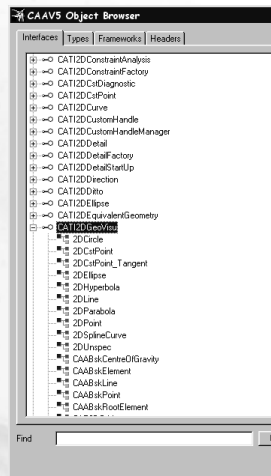 CAAV5 Object Browser
Interfaces Types Frameworks Headers
CATI2DConstraintAnalysis
CATI2DConstraintFactory
CATI2DCstDiagnostic
CATI2DCstPoint
CATI2DCurve
CATI2DCustomHandle
CATI2DCustomHandleManager
CATI2DDetail
CATI2DDetailFactory
CATI2DDetailStartUp
CATI2DDirection
CATI2DDitto
CATI2DEllipse
CATI2DEquivalentGeometry
CATI2DGeoVisu
2DCircle
2DCstPoint
2DCstPoint_Tangent
2DEllipse
2DHyperbola
2DLine
2DParabola
2DPoint
2DSplineCurve
2DUnspec
CAABskCentreOfGravity
CAABskElement
CAABskLine
CAABskPoint
CAABskRootElement
Find